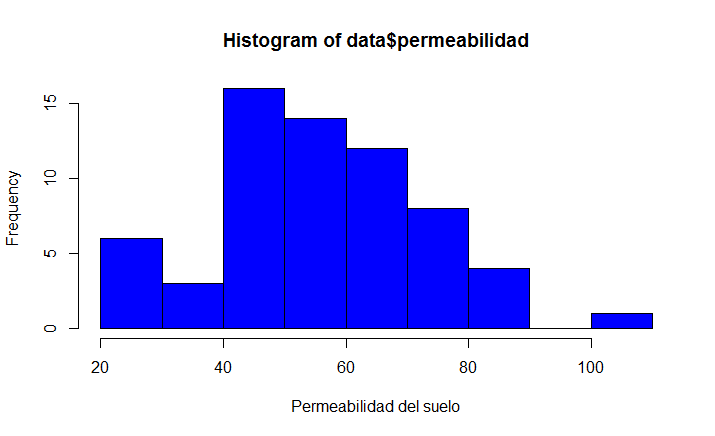 Histogram of data$permeabilidad
Frequency
15
10
5
0
20 40 60 80 100
Permeabilidad del suelo